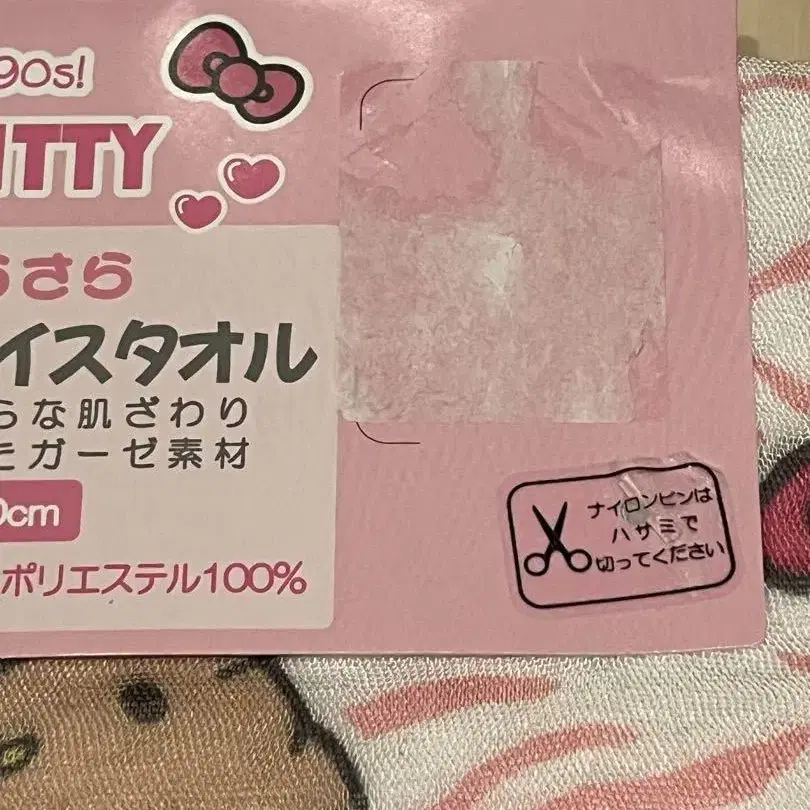 90s!
ITTY
うさら
イスタオル
らな肌ざわり
たガーゼ素材
0cm
ポリエステル100%
ナイロンピンは
ハサミで
切ってください